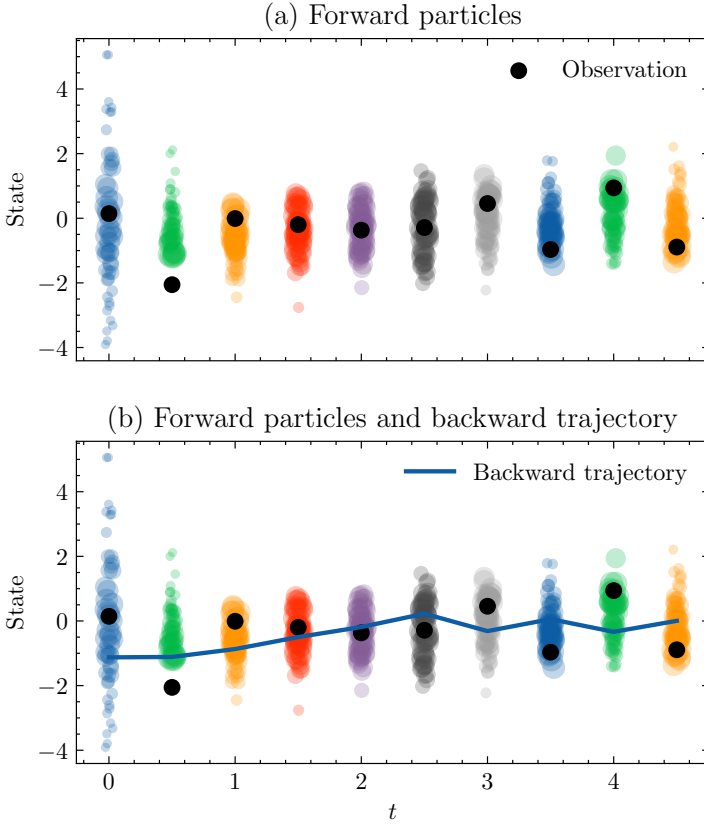 (a) Forward particles
4
2
0
−2
−4
State
Observation
(b) Forward particles and backward trajectory
4
2
0
−2
−4
State
Backward trajectory
0 1 2 3 4
t